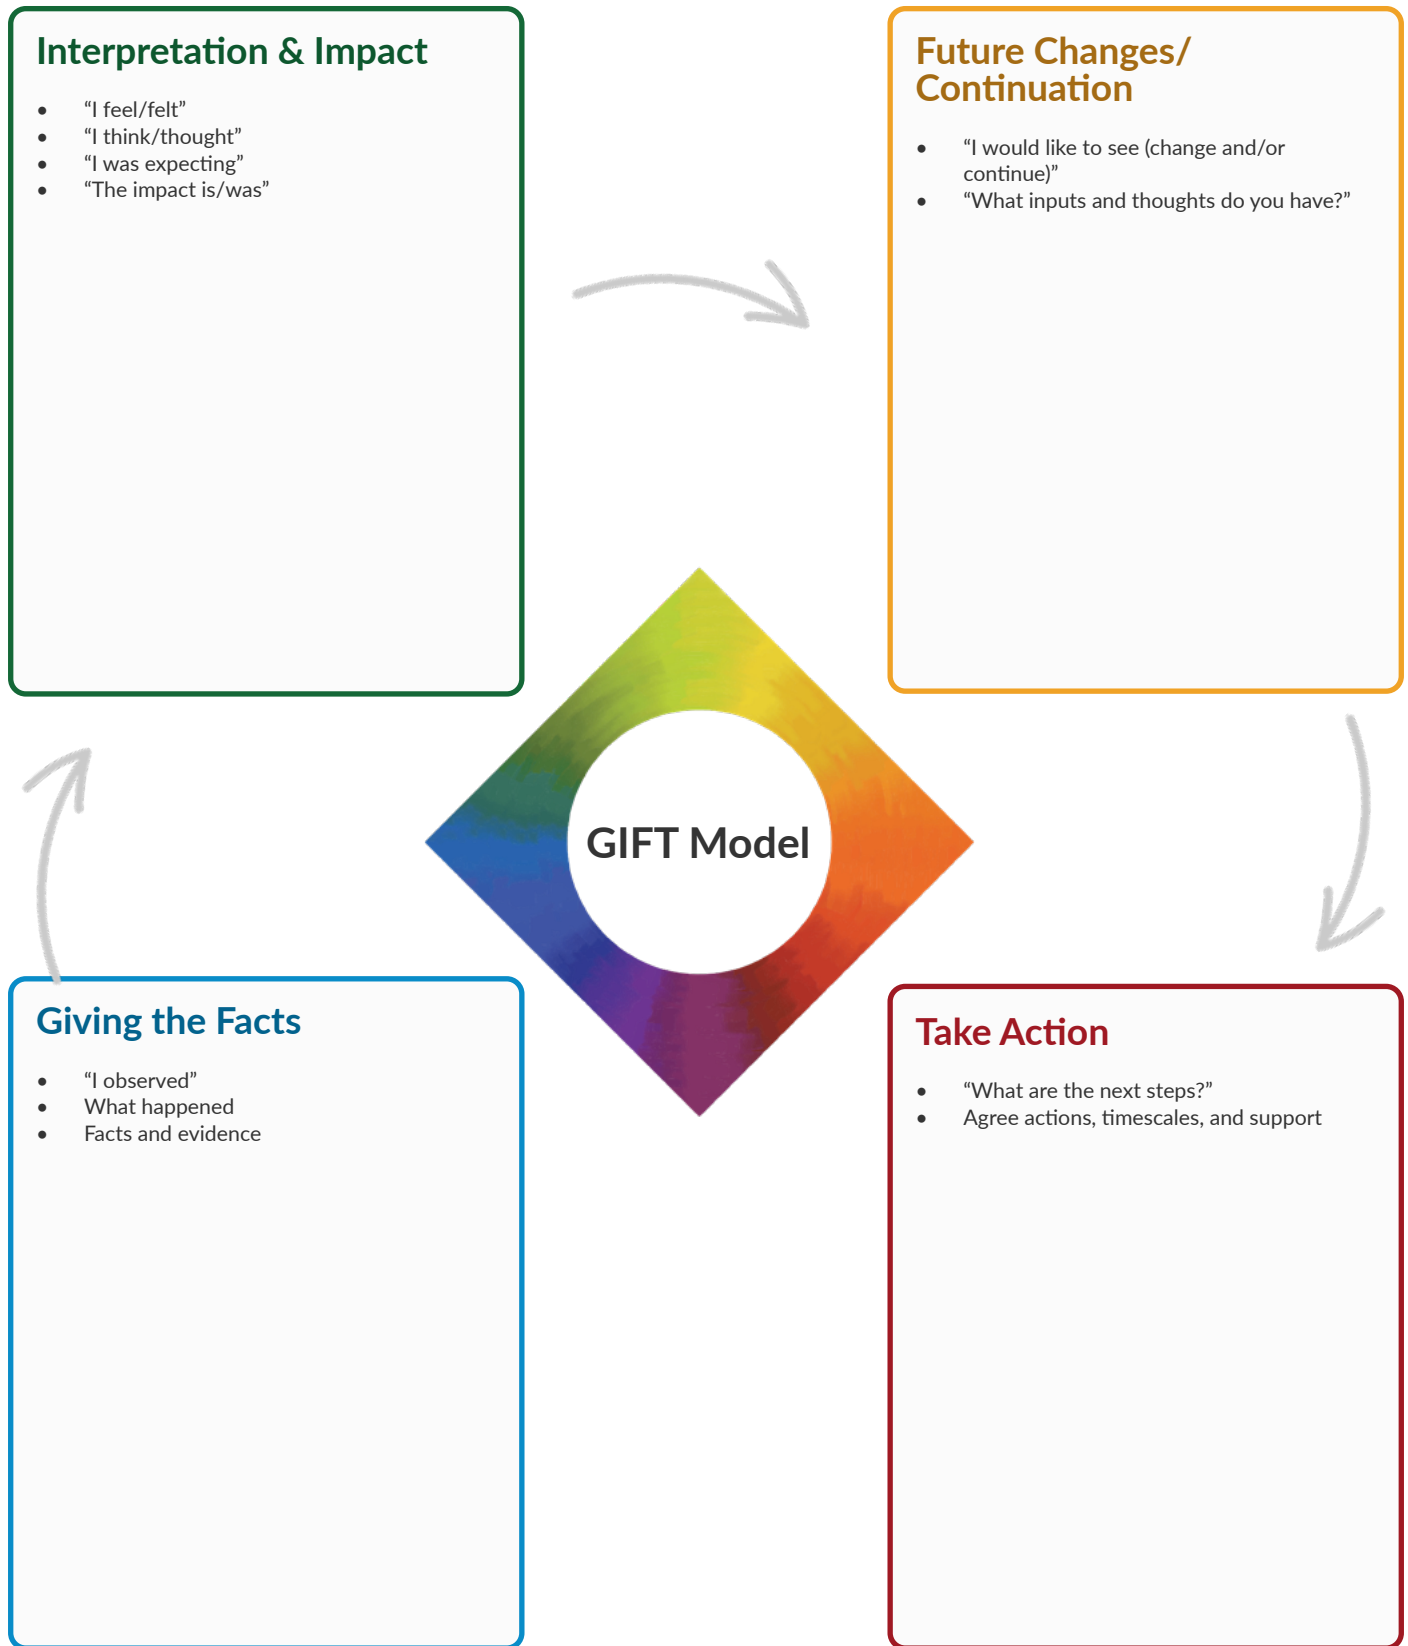 Interpretation & Impact
• “I feel/felt”
• “I think/thought”
• “I was expecting”
• “The impact is/was”
Future Changes/
Continuation
• “I would like to see (change and/or
continue)”
• “What inputs and thoughts do you have?”
GIFT Model
Giving the Facts
• “I observed”
• What happened
• Facts and evidence
Take Action
• “What are the next steps?”
• Agree actions, timescales, and support